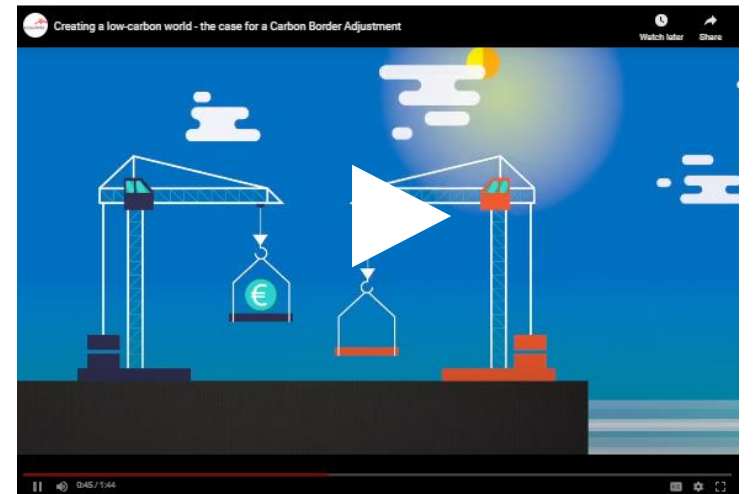 Creating a low-carbon world - the case for a Carbon Border Adjustment
Watch later
Share
€
0:45 / 1:44